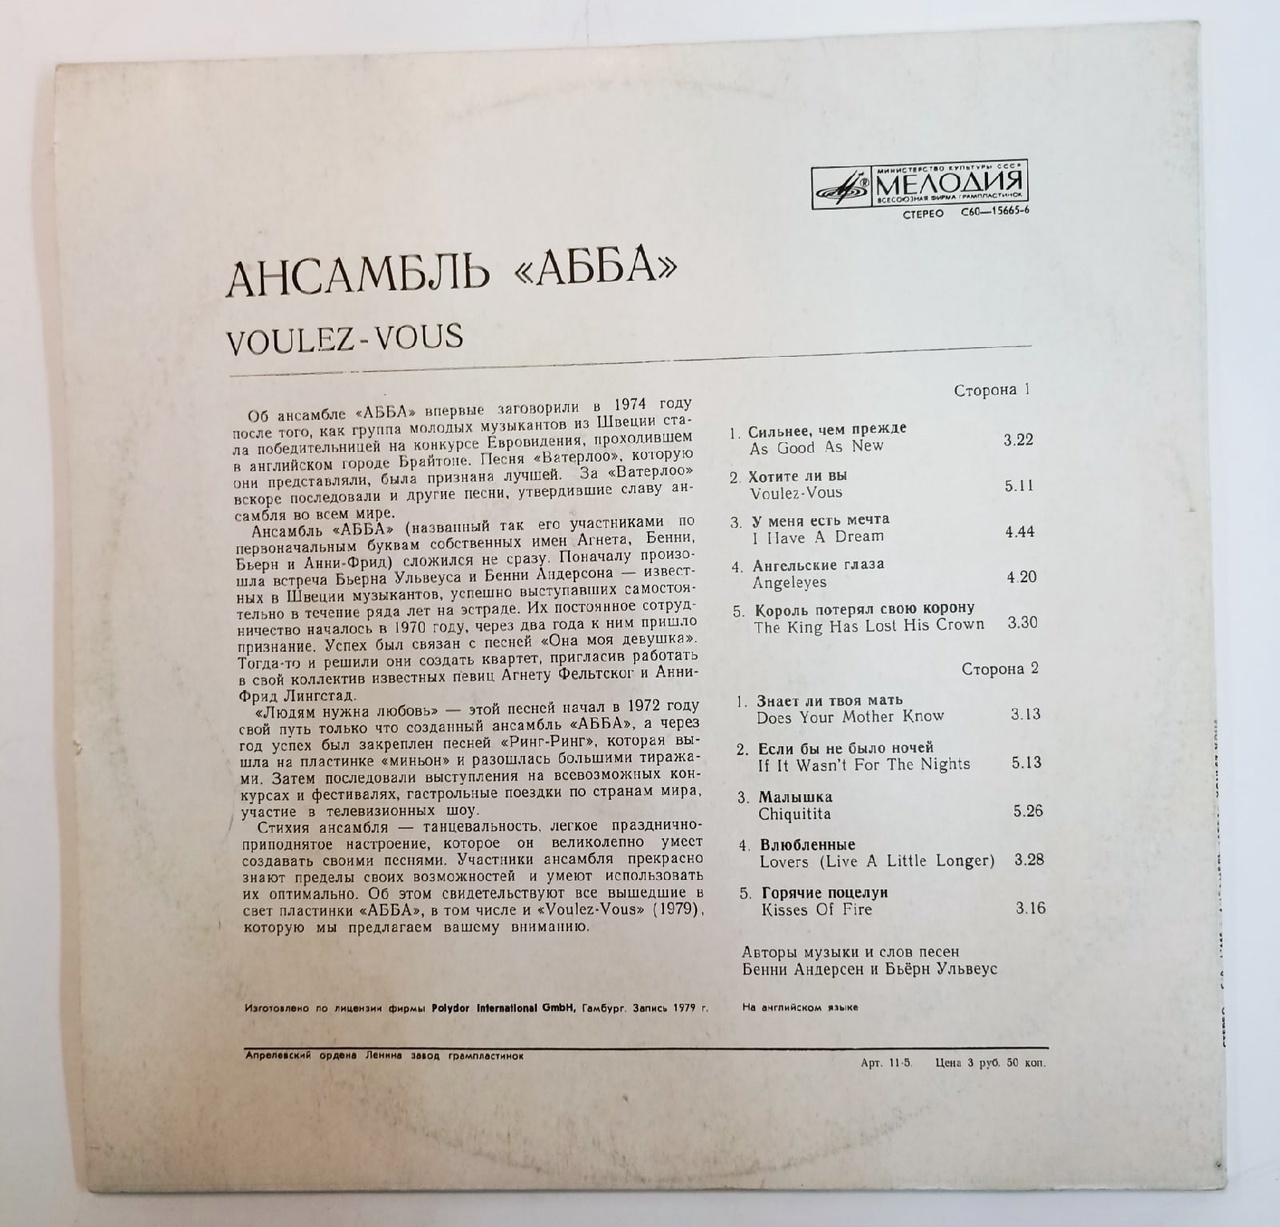 МИНИСТЕРСТВО КУЛЬТУРЫ СССР
МЕЛОДИЯ
ВСЕСОЮЗНАЯ ФИРМА ГРАМПЛАСТИНОК
СТЕРЕО С60—15665-6
АНСАМБЛЬ «АББА»
VOULEZ-VOUS
Об ансамбле «АББА» впервые заговорили в 1974 году
после того, как группа молодых музыкантов из Швеции ста-
ла победительницей на конкурсе Евровидения, проходившем
в английском городе Брайтоне. Песня «Ватерлоо», которую
они представляли, была признана лучшей. За «Ватерлоо»
вскоре последовали и другие песни, утвердившие славу ан-
самбля во всем мире.
Ансамбль «АББА» (названный так его участниками по
первоначальным буквам собственных имен Агнета, Бенни,
Бьерн и Анни-Фрид) сложился не сразу. Поначалу произо-
шла встреча Бьерна Ульвеуса и Бенни Андерсона — извест-
ных в Швеции музыкантов, успешно выступавших самостоя-
тельно в течение ряда лет на эстраде. Их постоянное сотруд-
ничество началось в 1970 году, через два года к ним пришло
признание. Успех был связан с песней «Она моя девушка».
Тогда-то и решили они создать квартет, пригласив работать
в свой коллектив известных певиц Агнету Фельтског и Анни-
Фрид Лингстад.
«Людям нужна любовь» — этой песней начал в 1972 году
свой путь только что созданный ансамбль «АББА», а через
год успех был закреплен песней «Ринг-Ринг», которая вы-
шла на пластинке «миньон» и разошлась большими тиража-
ми. Затем последовали выступления на всевозможных кон-
курсах и фестивалях, гастрольные поездки по странам мира,
участие в телевизионных шоу.
Стихия ансамбля — танцевальность, легкое празднично-
приподнятое настроение, которое он великолепно умеет
создавать своими песнями. Участники ансамбля прекрасно
знают пределы своих возможностей и умеют использовать
их оптимально. Об этом свидетельствуют все вышедшие в
свет пластинки «АББА», в том числе и «Voulez-Vous» (1979),
которую мы предлагаем вашему вниманию.
Сторона 1
1. Сильнее, чем прежде
As Good As New 3.22
2. Хотите ли вы
Voulez-Vous 5.11
3. У меня есть мечта
I Have A Dream 4.44
4. Ангельские глаза
Angeleyes 4.20
5. Король потерял свою корону
The King Has Lost His Crown 3.30
Сторона 2
1. Знает ли твоя мать
Does Your Mother Know 3.13
2. Если бы не было ночей
If It Wasn't For The Nights 5.13
3. Малышка
Chiquitita 5.26
4. Влюбленные
Lovers (Live A Little Longer) 3.28
5. Горячие поцелуи
Kisses Of Fire 3.16
Авторы музыки и слов песен
Бенни Андерсен и Бьёрн Ульвеус
Изготовлено по лицензии фирмы Polydor International GmbH, Гамбург. Запись 1979 г.
На английском языке
Апрелевский ордена Ленина завод грампластинок
Арт. 11-5. Цена 3 руб. 50 коп.